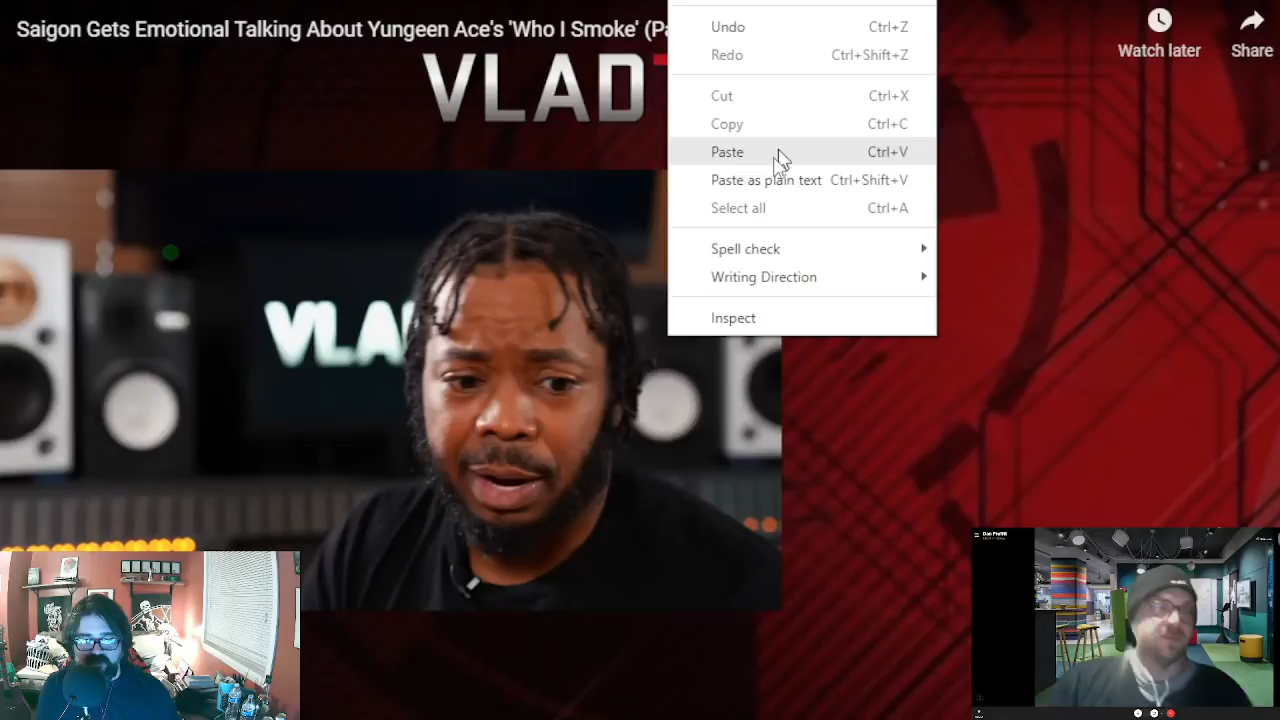 Saigon Gets Emotional Talking About Yungeen Ace's 'Who I Smoke' (Pa
Watch later
Share
VLADT
VLA
Undo Ctrl+Z
Redo Ctrl+Shift+Z
Cut Ctrl+X
Copy Ctrl+C
Paste Ctrl+V
Paste as plain text Ctrl+Shift+V
Select all Ctrl+A
Spell check
Writing Direction
Inspect